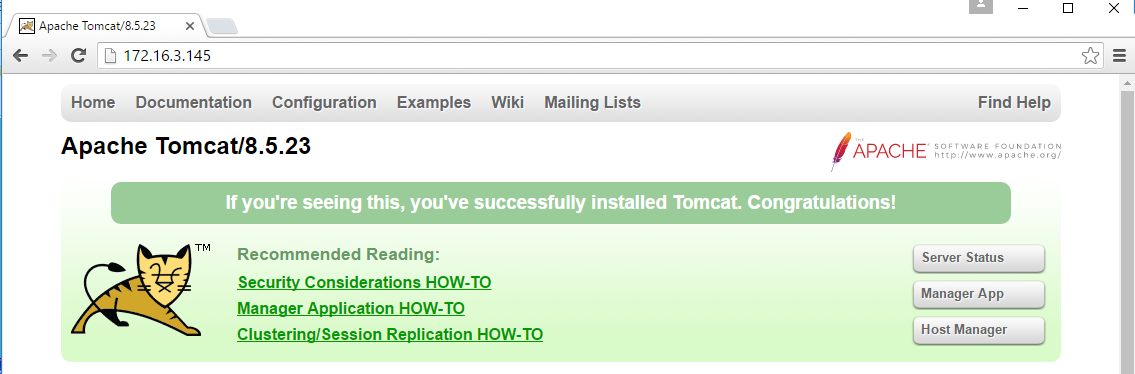 Apache Tomcat/8.5.23
172.16.3.145
Home Documentation Configuration Examples Wiki Mailing Lists Find Help
Apache Tomcat/8.5.23
THE
APACHE® SOFTWARE FOUNDATION
http://www.apache.org/
If you're seeing this, you've successfully installed Tomcat. Congratulations!
TM
Recommended Reading:
Security Considerations HOW-TO
Manager Application HOW-TO
Clustering/Session Replication HOW-TO
Server Status
Manager App
Host Manager